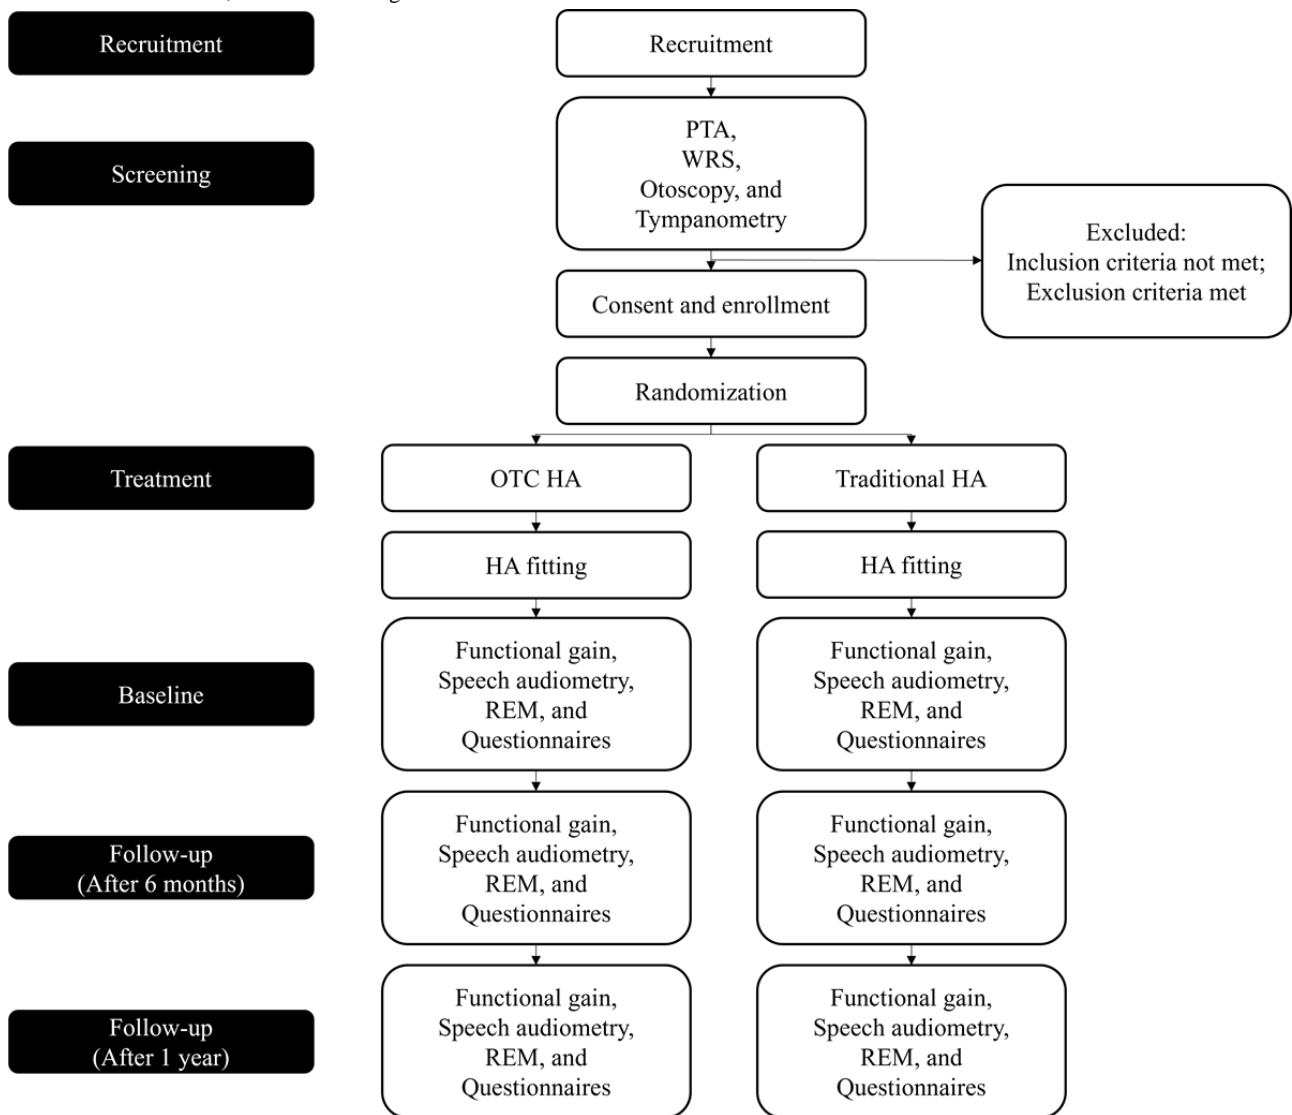 Recruitment
Recruitment
PTA,
WRS,
Otoscopy, and
Tympanometry
Screening
Excluded:
Inclusion criteria not met;
Exclusion criteria met
Consent and enrollment
Randomization
Treatment
OTC HA
Traditional HA
HA fitting
HA fitting
Baseline
Functional gain,
Speech audiometry,
REM, and
Questionnaires
Functional gain,
Speech audiometry,
REM, and
Questionnaires
Follow-up
(After 6 months)
Functional gain,
Speech audiometry,
REM, and
Questionnaires
Functional gain,
Speech audiometry,
REM, and
Questionnaires
Follow-up
(After 1 year)
Functional gain,
Speech audiometry,
REM, and
Questionnaires
Functional gain,
Speech audiometry,
REM, and
Questionnaires